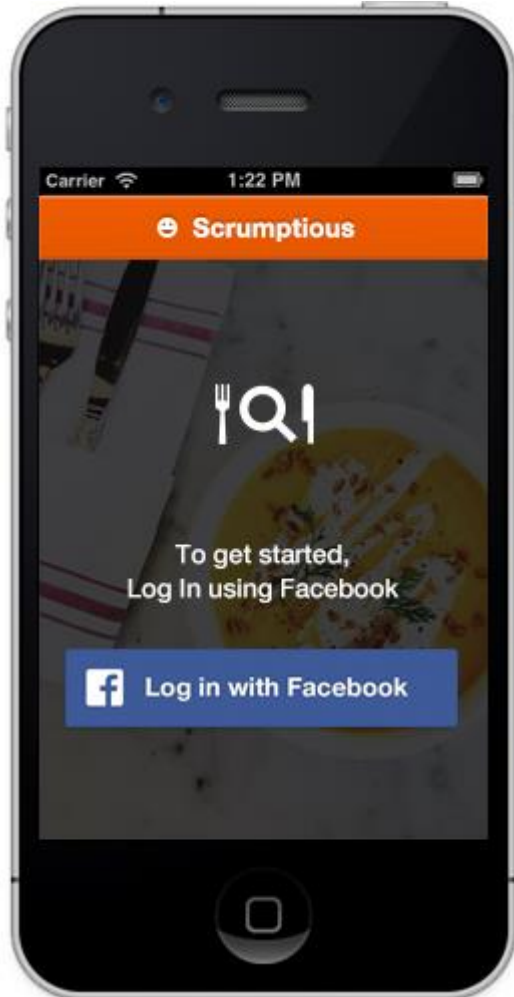 Carrier 1:22 PM
Scrumptious
To get started,
Log In using Facebook
f Log in with Facebook